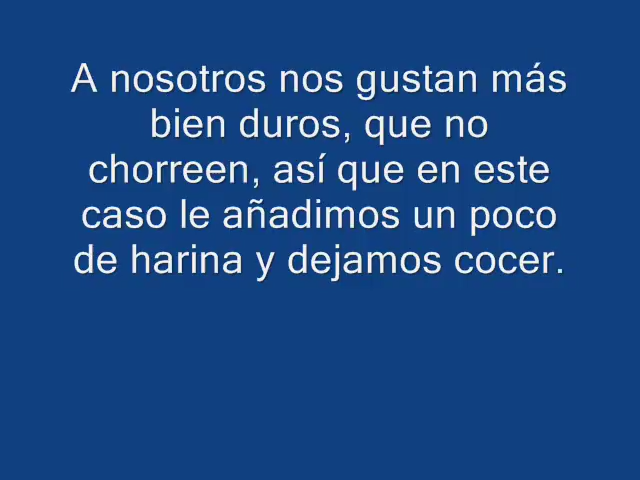 A nosotros nos gustan más
bien duros, que no
chorreen, así que en este
caso le añadimos un poco
de harina y dejamos cocer.